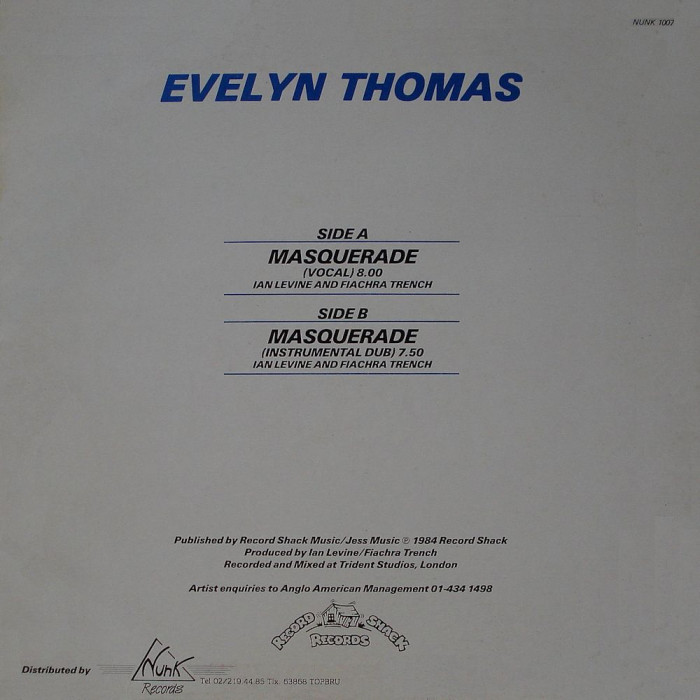 NUNK 1007
EVELYN THOMAS
SIDE A
MASQUERADE
(VOCAL) 8.00
IAN LEVINE AND FIACHRA TRENCH
SIDE B
MASQUERADE
(INSTRUMENTAL DUB) 7.50
IAN LEVINE AND FIACHRA TRENCH
Published by Record Shack Music/Jess Music ℗ 1984 Record Shack
Produced by Ian Levine/Fiachra Trench
Recorded and Mixed at Trident Studios, London
Artist enquiries to Anglo American Management 01-434 1498
RECORD SHACK
RECORDS
Distributed by
Nunk
Records
Tel 02/219.44.85 Tlx. 63868 TOPBRU